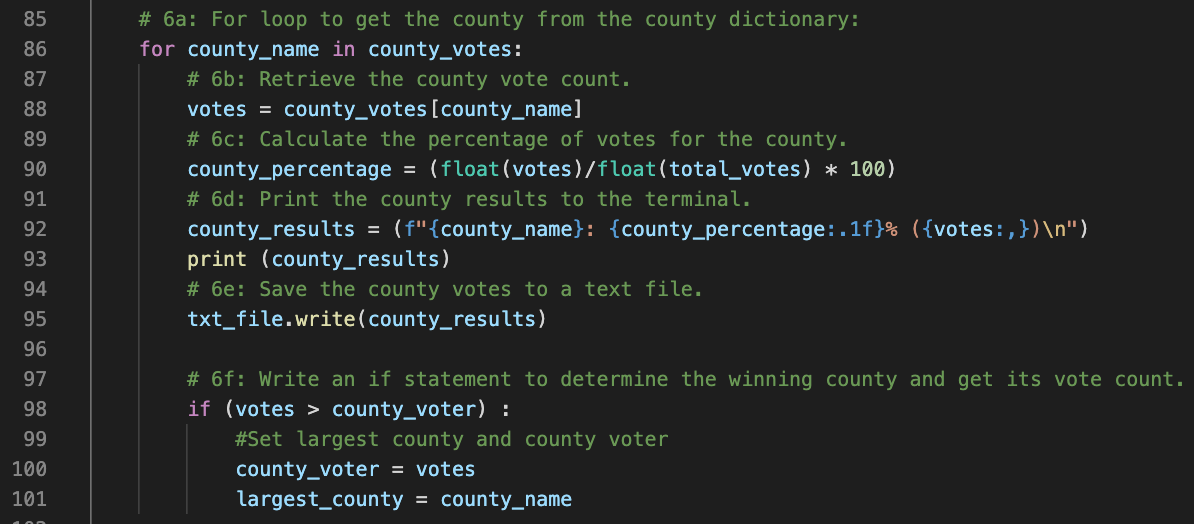 85 # 6a: For loop to get the county from the county dictionary:
86 for county_name in county_votes:
87 # 6b: Retrieve the county vote count.
88 votes = county_votes[county_name]
89 # 6c: Calculate the percentage of votes for the county.
90 county_percentage = (float(votes)/float(total_votes) * 100)
91 # 6d: Print the county results to the terminal.
92 county_results = (f"{county_name}: {county_percentage:.1f}% ({votes:,})\n")
93 print (county_results)
94 # 6e: Save the county votes to a text file.
95 txt_file.write(county_results)
96
97 # 6f: Write an if statement to determine the winning county and get its vote count.
98 if (votes > county_voter) :
99 #Set largest county and county voter
100 county_voter = votes
101 largest_county = county_name